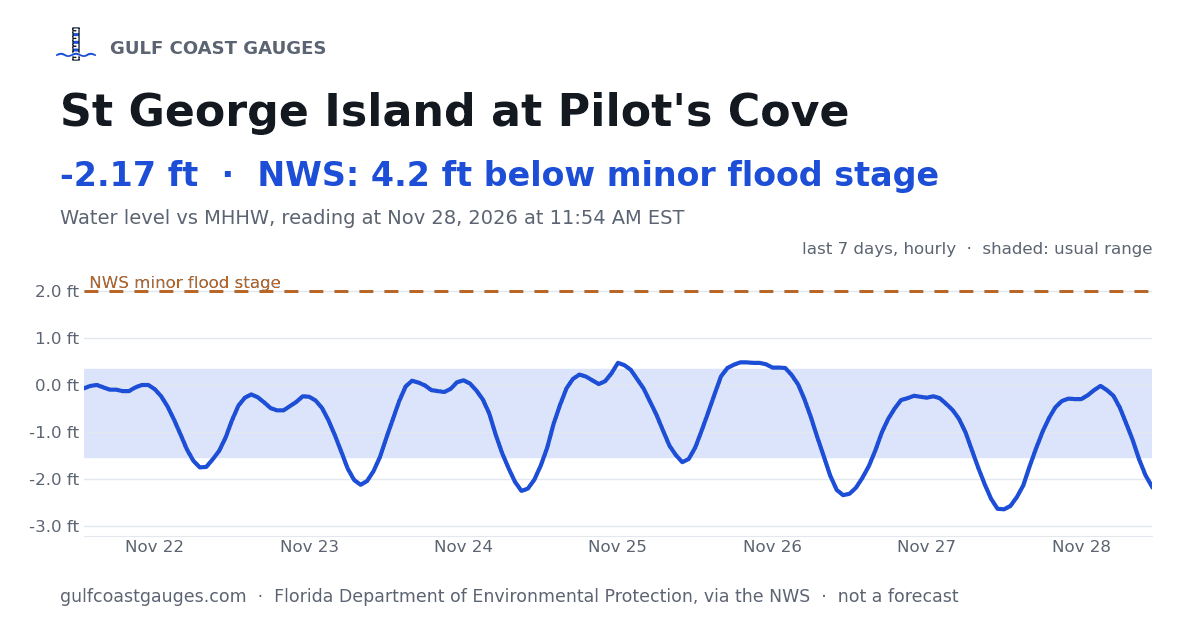 GULF COAST GAUGES
St George Island at Pilot's Cove
-2.17 ft · NWS: 4.2 ft below minor flood stage
Water level vs MHHW, reading at Nov 28, 2026 at 11:54 AM EST
last 7 days, hourly · shaded: usual range
NWS minor flood stage
2.0 ft
1.0 ft
0.0 ft
-1.0 ft
-2.0 ft
-3.0 ft
Nov 22 Nov 23 Nov 24 Nov 25 Nov 26 Nov 27 Nov 28
gulfcoastgauges.com · Florida Department of Environmental Protection, via the NWS · not a forecast